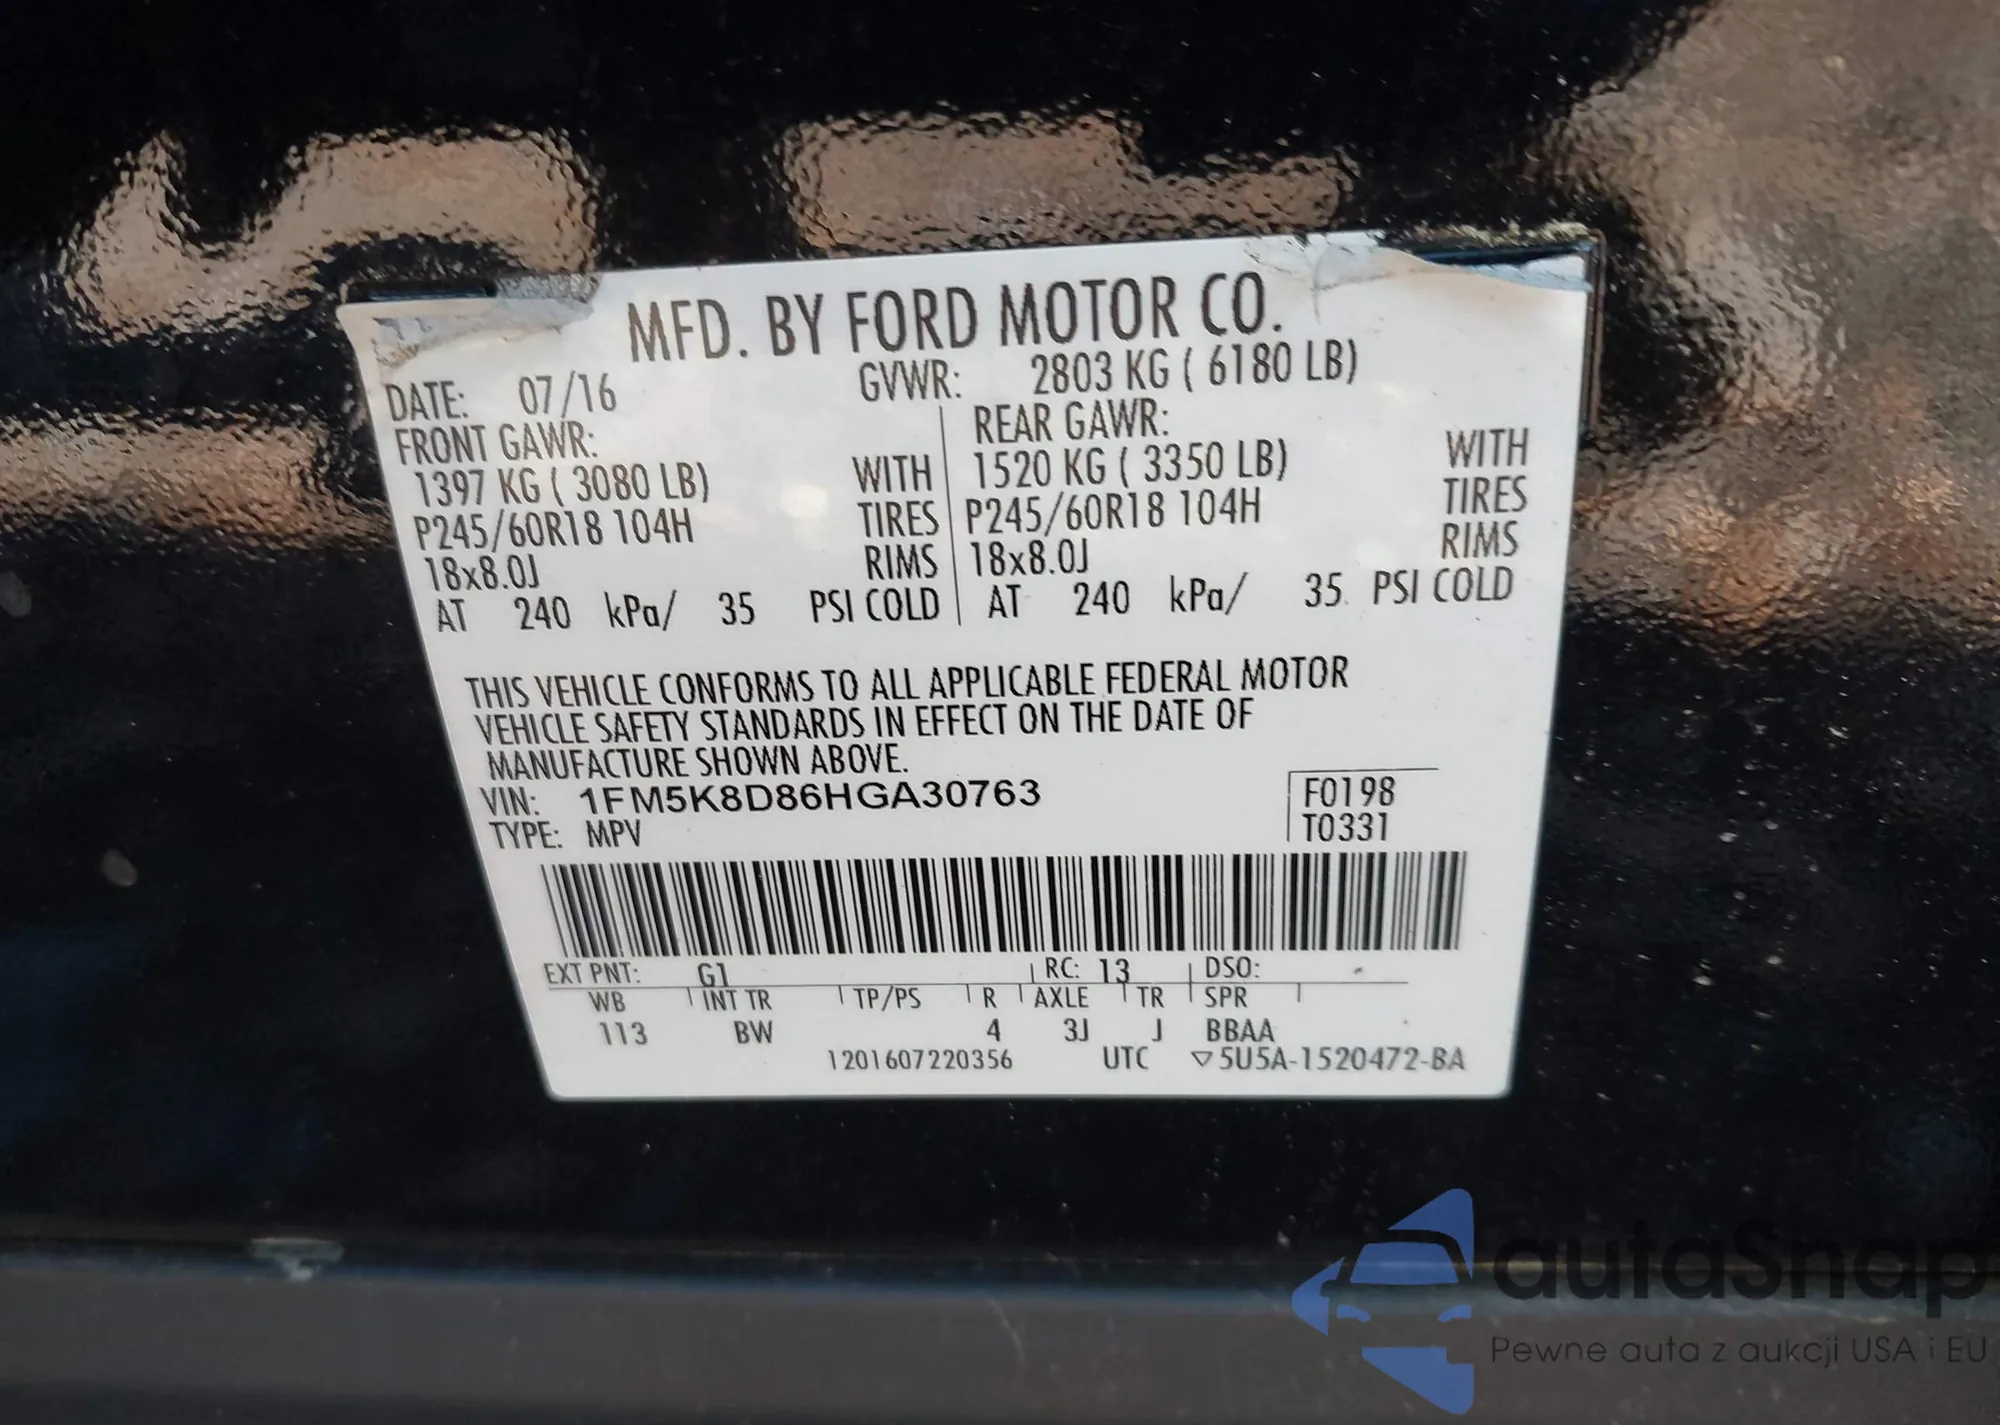 MFD. BY FORD MOTOR CO.
DATE: 07/16 GVWR: 2803 KG ( 6180 LB)
FRONT GAWR: REAR GAWR:
1397 KG ( 3080 LB) WITH 1520 KG ( 3350 LB) WITH
P245/60R18 104H TIRES P245/60R18 104H TIRES
18x8.0J RIMS 18x8.0J RIMS
AT 240 kPa/ 35 PSI COLD AT 240 kPa/ 35 PSI COLD
THIS VEHICLE CONFORMS TO ALL APPLICABLE FEDERAL MOTOR
VEHICLE SAFETY STANDARDS IN EFFECT ON THE DATE OF
MANUFACTURE SHOWN ABOVE.
VIN: 1FM5K8D86HGA30763 F0198
TYPE: MPV T0331
EXT PNT: G1 RC: 13 DSO:
WB INT TR TP/PS R AXLE TR SPR
113 BW 4 3J J BBAA
1201607220356 UTC ▽5U5A-1520472-BA
autaSnap
Pewne auta z aukcji USA i EU